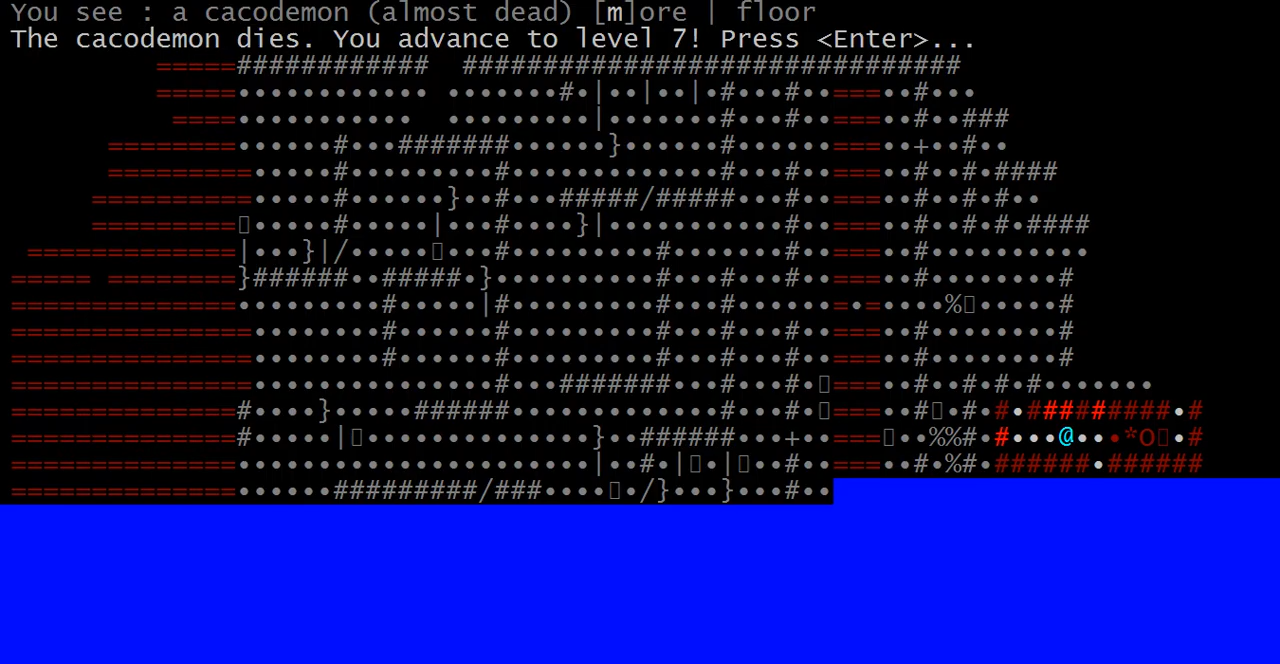 You see : a cacodemon (almost dead) [m]ore | floor
The cacodemon dies. You advance to level 7! Press <Enter>...